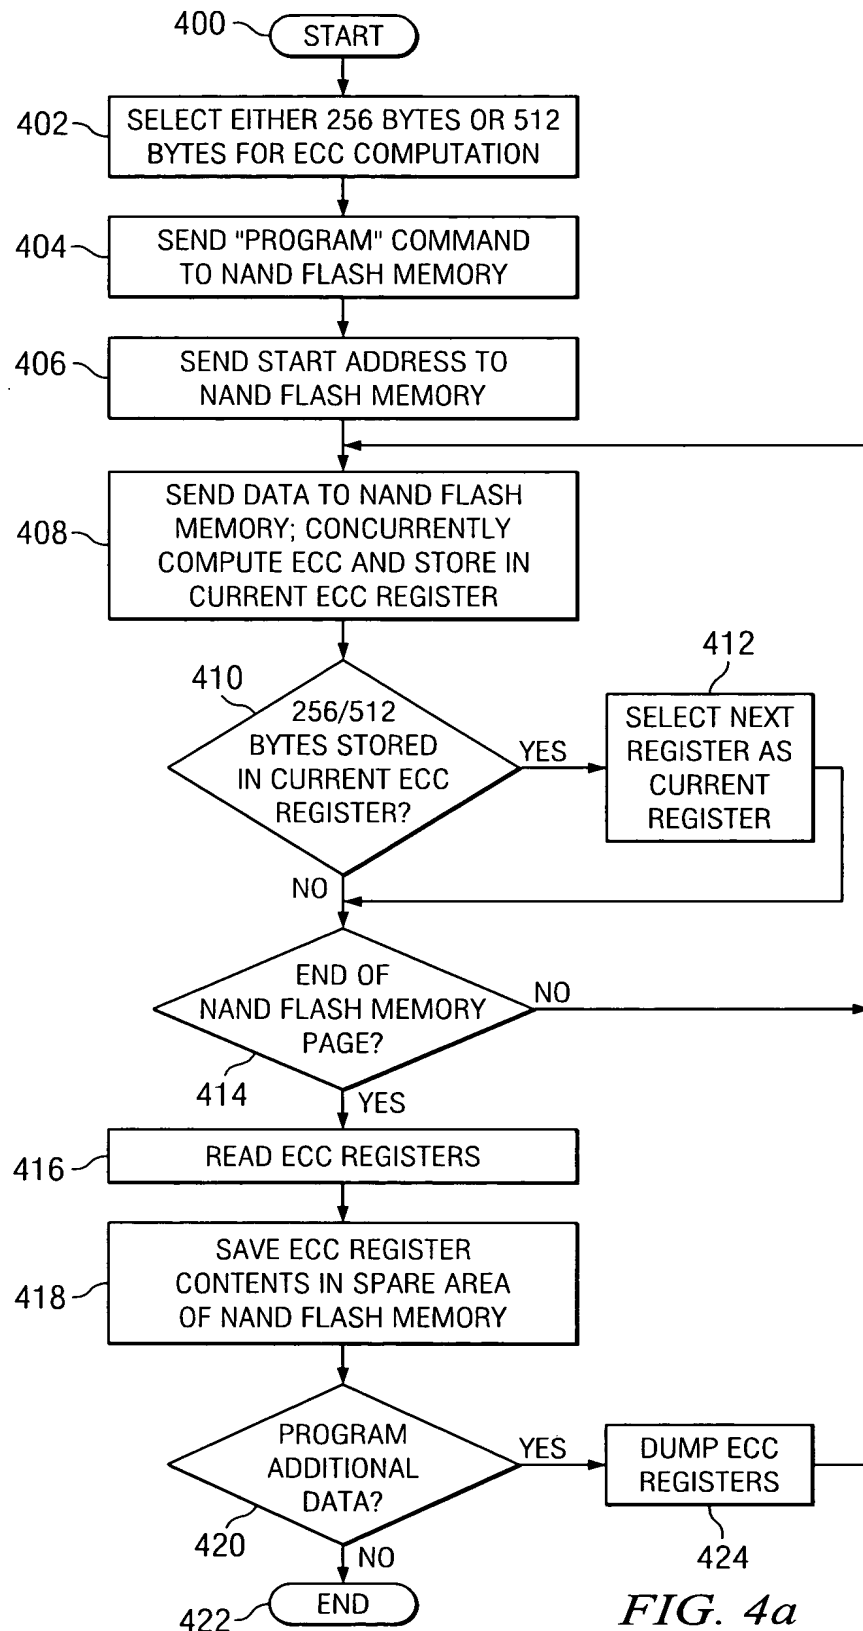 400
START
402
SELECT EITHER 256 BYTES OR 512
BYTES FOR ECC COMPUTATION
404
SEND "PROGRAM" COMMAND
TO NAND FLASH MEMORY
406
SEND START ADDRESS TO
NAND FLASH MEMORY
408
SEND DATA TO NAND FLASH
MEMORY; CONCURRENTLY
COMPUTE ECC AND STORE IN
CURRENT ECC REGISTER
410
256/512
BYTES STORED
IN CURRENT ECC
REGISTER?
YES
412
SELECT NEXT
REGISTER AS
CURRENT
REGISTER
NO
END OF
NAND FLASH MEMORY
PAGE?
NO
414
YES
416
READ ECC REGISTERS
418
SAVE ECC REGISTER
CONTENTS IN SPARE AREA
OF NAND FLASH MEMORY
PROGRAM
ADDITIONAL
DATA?
YES
DUMP ECC
REGISTERS
420
424
NO
422
END
FIG. 4a